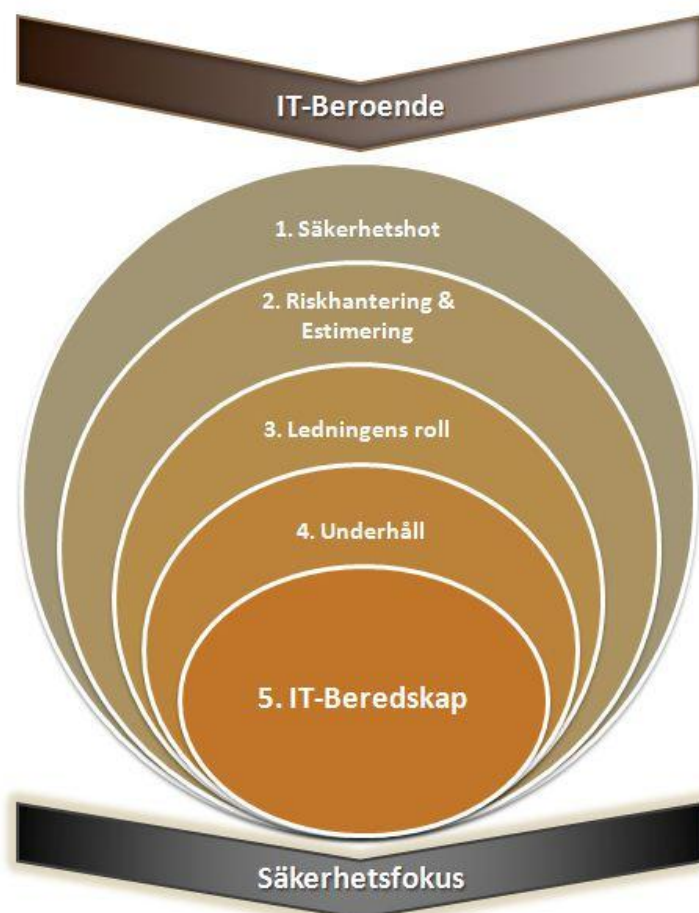 IT-Beroende
1. Säkerhetshot
2. Riskhantering &
Estimering
3. Ledningens roll
4. Underhåll
5. IT-Beredskap
Säkerhetsfokus